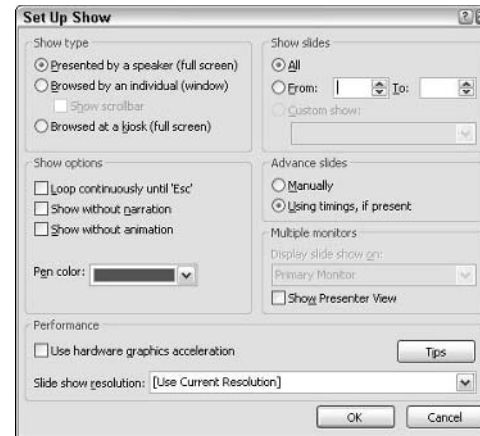 Set Up Show
Show type
Presented by a speaker (full screen)
Browsed by an individual (window)
Show scrollbar
Browsed at a kiosk (full screen)
Show slides
All
From: To:
Custom show:
Show options
Loop continuously until 'Esc'
Show without narration
Show without animation
Pen color:
Advance slides
Manually
Using timings, if present
Multiple monitors
Display slide show on:
Primary Monitor
Show Presenter View
Performance
Use hardware graphics acceleration
Tips
Slide show resolution: [Use Current Resolution]
OK Cancel